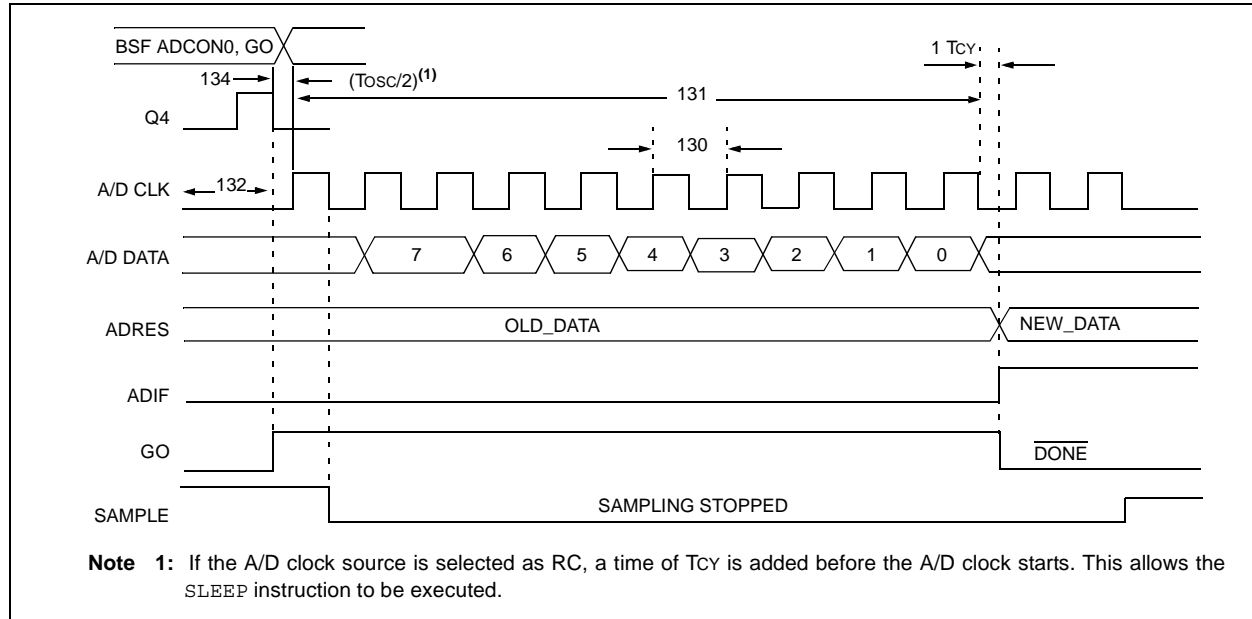 BSF ADCON0, GO
1 TCY
134
(TOSC/2)(1)
131
Q4
130
A/D CLK
132
A/D DATA
7 6 5 4 3 2 1 0
ADRES
OLD_DATA
NEW_DATA
ADIF
GO
DONE
SAMPLE
SAMPLING STOPPED
Note 1: If the A/D clock source is selected as RC, a time of TCY is added before the A/D clock starts. This allows the
SLEEP instruction to be executed.